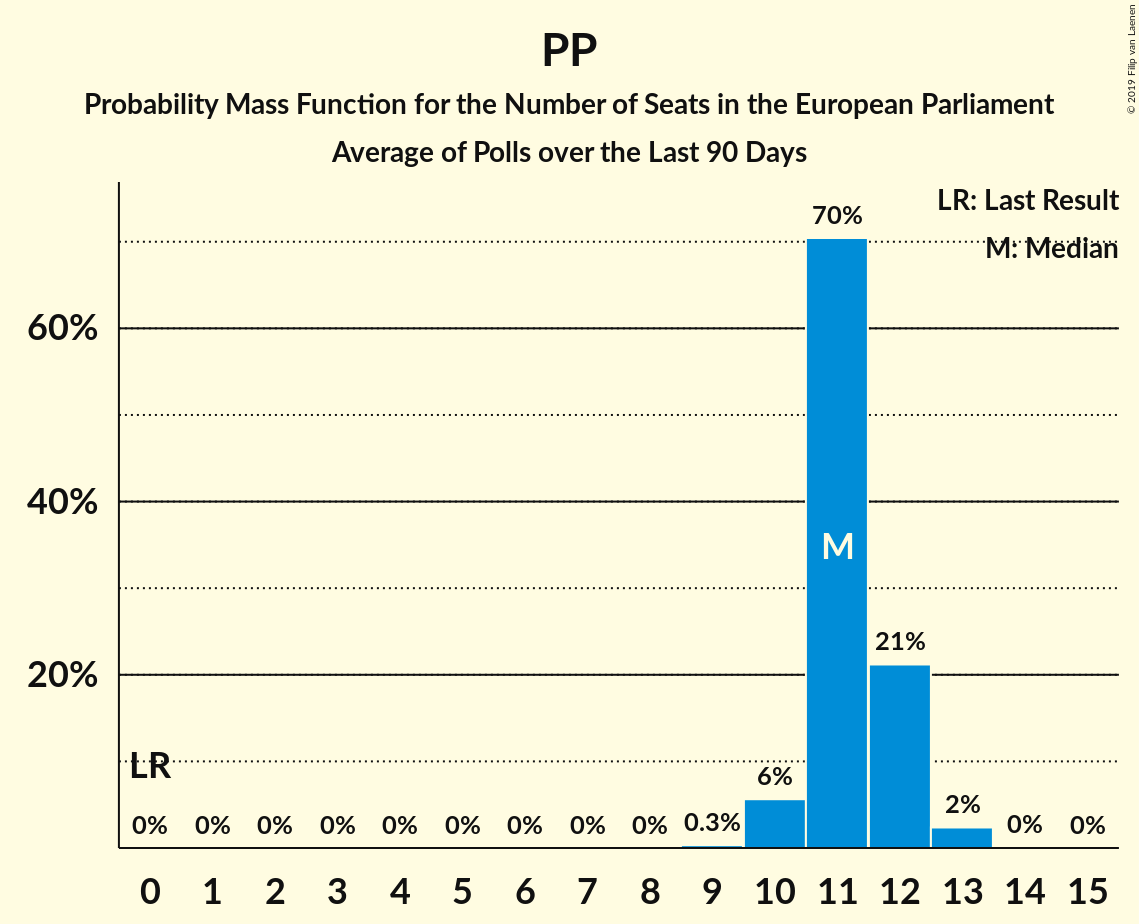 PP
Probability Mass Function for the Number of Seats in the European Parliament
Average of Polls over the Last 90 Days
© 2019 Filip van Laenen
LR: Last Result
M: Median
70%
60%
40%
M
21%
20%
LR
6%
2%
0% 0% 0% 0% 0% 0% 0% 0% 0% 0.3% 0% 0%
0 1 2 3 4 5 6 7 8 9 10 11 12 13 14 15